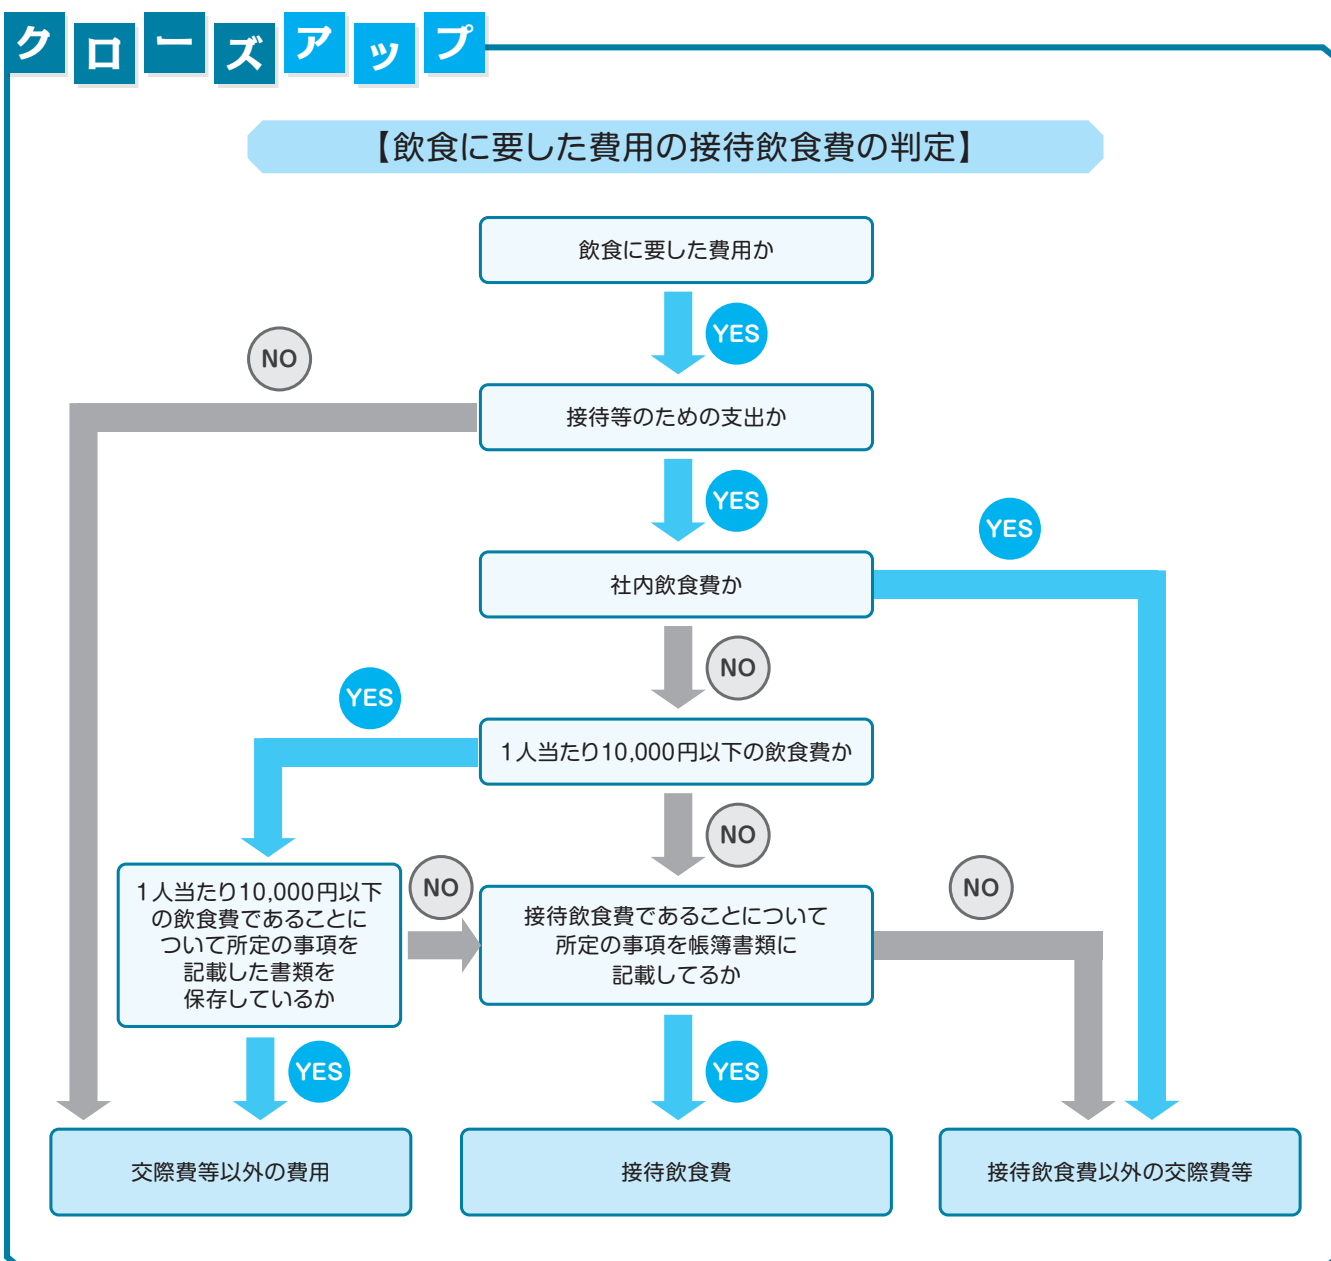 クローズアップ
【飲食に要した費用の接待飲食費の判定】
飲食に要した費用か
YES
NO
接待等のための支出か
YES
YES
社内飲食費か
NO
YES
1人当たり10,000円以下の飲食費か
NO
1人当たり10,000円以下
の飲食費であることに
ついて所定の事項を
記載した書類を
保存しているか
NO
接待飲食費であることについて
所定の事項を帳簿書類に
記載してるか
NO
YES
YES
交際費等以外の費用
接待飲食費
接待飲食費以外の交際費等